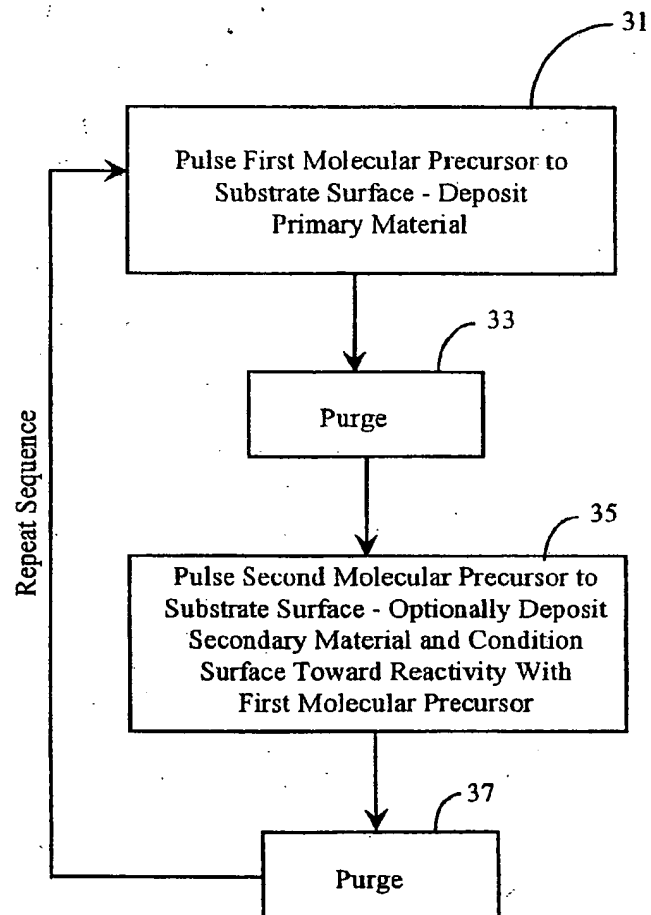 31
Pulse First Molecular Precursor to
Substrate Surface - Deposit
Primary Material
33
Purge
35
Pulse Second Molecular Precursor to
Substrate Surface - Optionally Deposit
Secondary Material and Condition
Surface Toward Reactivity With
First Molecular Precursor
37
Purge
Repeat Sequence